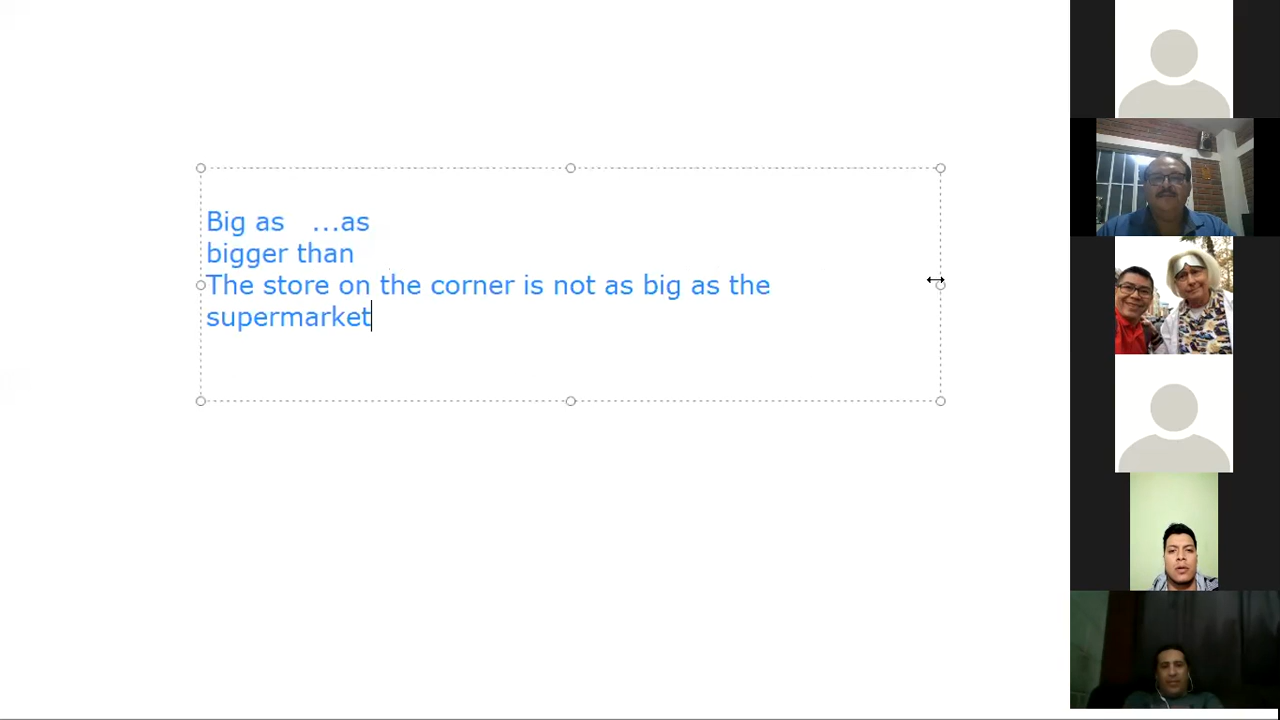 Big as ...as
bigger than
The store on the corner is not as big as the
supermarket